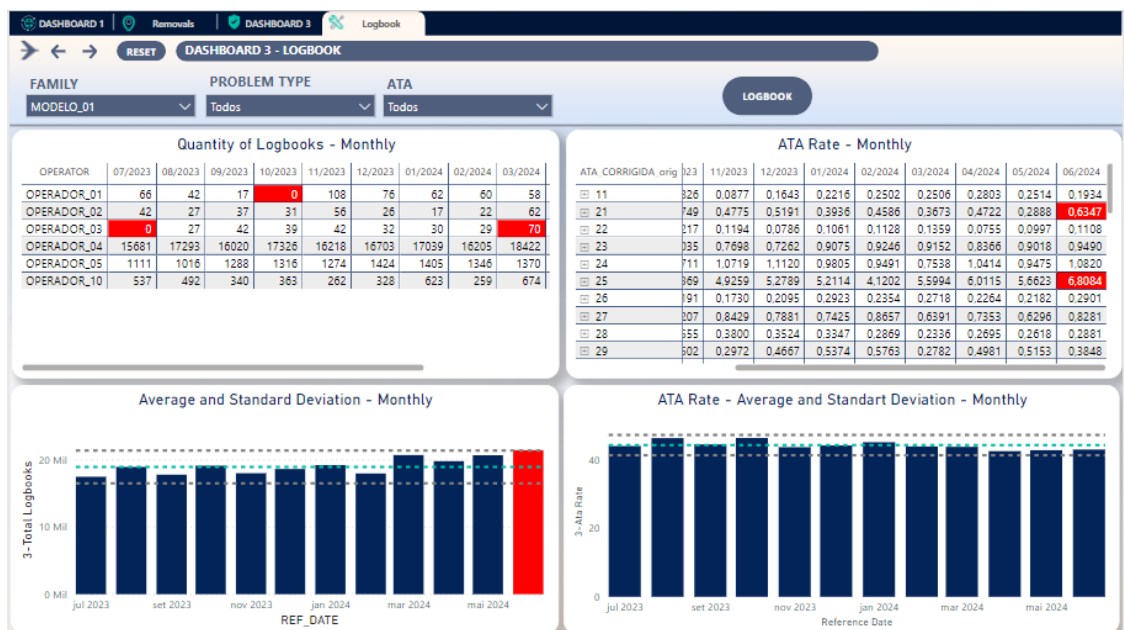 DASHBOARD 1 Removals DASHBOARD 3 Logbook
RESET DASHBOARD 3 - LOGBOOK
FAMILY PROBLEM TYPE ATA
MODELO_01 Todos Todos
LOGBOOK
Quantity of Logbooks - Monthly
OPERATOR 07/2023 08/2023 09/2023 10/2023 11/2023 12/2023 01/2024 02/2024 03/2024
OPERADOR_01 66 42 17 0 108 76 62 60 58
OPERADOR_02 42 27 37 31 56 26 17 22 62
OPERADOR_03 0 27 42 39 42 32 30 29 70
OPERADOR_04 15681 17293 16020 17326 16218 16703 17039 16205 18422
OPERADOR_05 1111 1016 1288 1316 1274 1424 1405 1346 1370
OPERADOR_10 537 492 340 363 262 328 623 259 674
ATA Rate - Monthly
ATA_CORRIGIDA_orig 023 11/2023 12/2023 01/2024 02/2024 03/2024 04/2024 05/2024 06/2024
11 326 0,0877 0,1643 0,2216 0,2502 0,2506 0,2803 0,2514 0,1934
21 749 0,4775 0,5191 0,3936 0,4586 0,3673 0,4722 0,2888 0,6347
22 217 0,1194 0,0786 0,1061 0,1128 0,1359 0,0755 0,0997 0,1108
23 035 0,7698 0,7262 0,9075 0,9246 0,9152 0,8366 0,9018 0,9490
24 711 1,0719 1,1120 0,9805 0,9491 0,7538 1,0414 0,9475 1,0820
25 869 4,9259 5,2789 5,2114 4,1202 5,5994 6,0115 5,6623 6,8084
26 191 0,1730 0,2095 0,2923 0,2354 0,2718 0,2264 0,2182 0,2901
27 207 0,8429 0,7881 0,7425 0,8657 0,6391 0,7353 0,6296 0,8281
28 555 0,3800 0,3524 0,3347 0,2869 0,2336 0,2695 0,2618 0,2881
29 502 0,2972 0,4667 0,5374 0,5763 0,2782 0,4981 0,5153 0,3848
Average and Standard Deviation - Monthly
3-Total Logbooks
20 Mil
10 Mil
0 Mil
jul 2023 set 2023 nov 2023 jan 2024 mar 2024 mai 2024
REF_DATE
ATA Rate - Average and Standart Deviation - Monthly
3-Ata Rate
40
20
0
jul 2023 set 2023 nov 2023 jan 2024 mar 2024 mai 2024
Reference Date